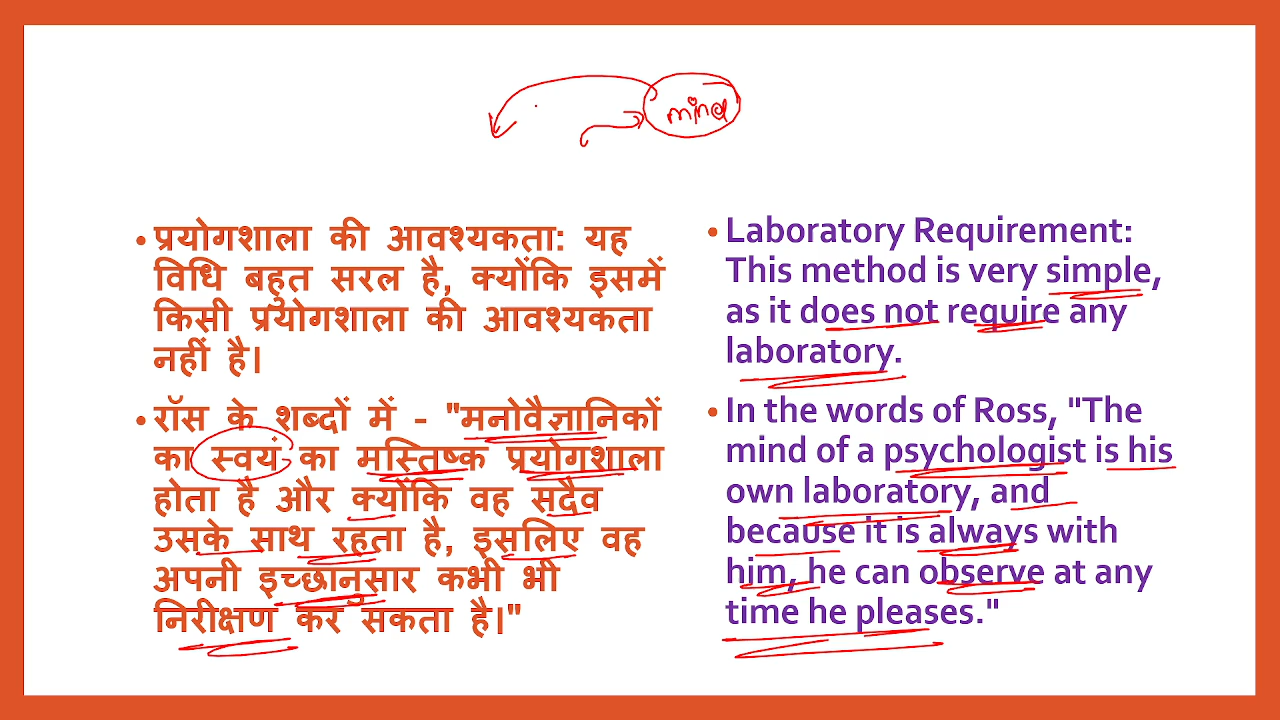 mind
• प्रयोगशाला की आवश्यकता: यह
विधि बहुत सरल है, क्योंकि इसमें
किसी प्रयोगशाला की आवश्यकता
नहीं है।
• रॉस के शब्दों में - "मनोवैज्ञानिकों
का स्वयं का मस्तिष्क प्रयोगशाला
होता है और क्योंकि वह सदैव
उसके साथ रहता है, इसलिए वह
अपनी इच्छानुसार कभी भी
निरीक्षण कर सकता है।"
• Laboratory Requirement:
This method is very simple,
as it does not require any
laboratory.
• In the words of Ross, "The
mind of a psychologist is his
own laboratory, and
because it is always with
him, he can observe at any
time he pleases."